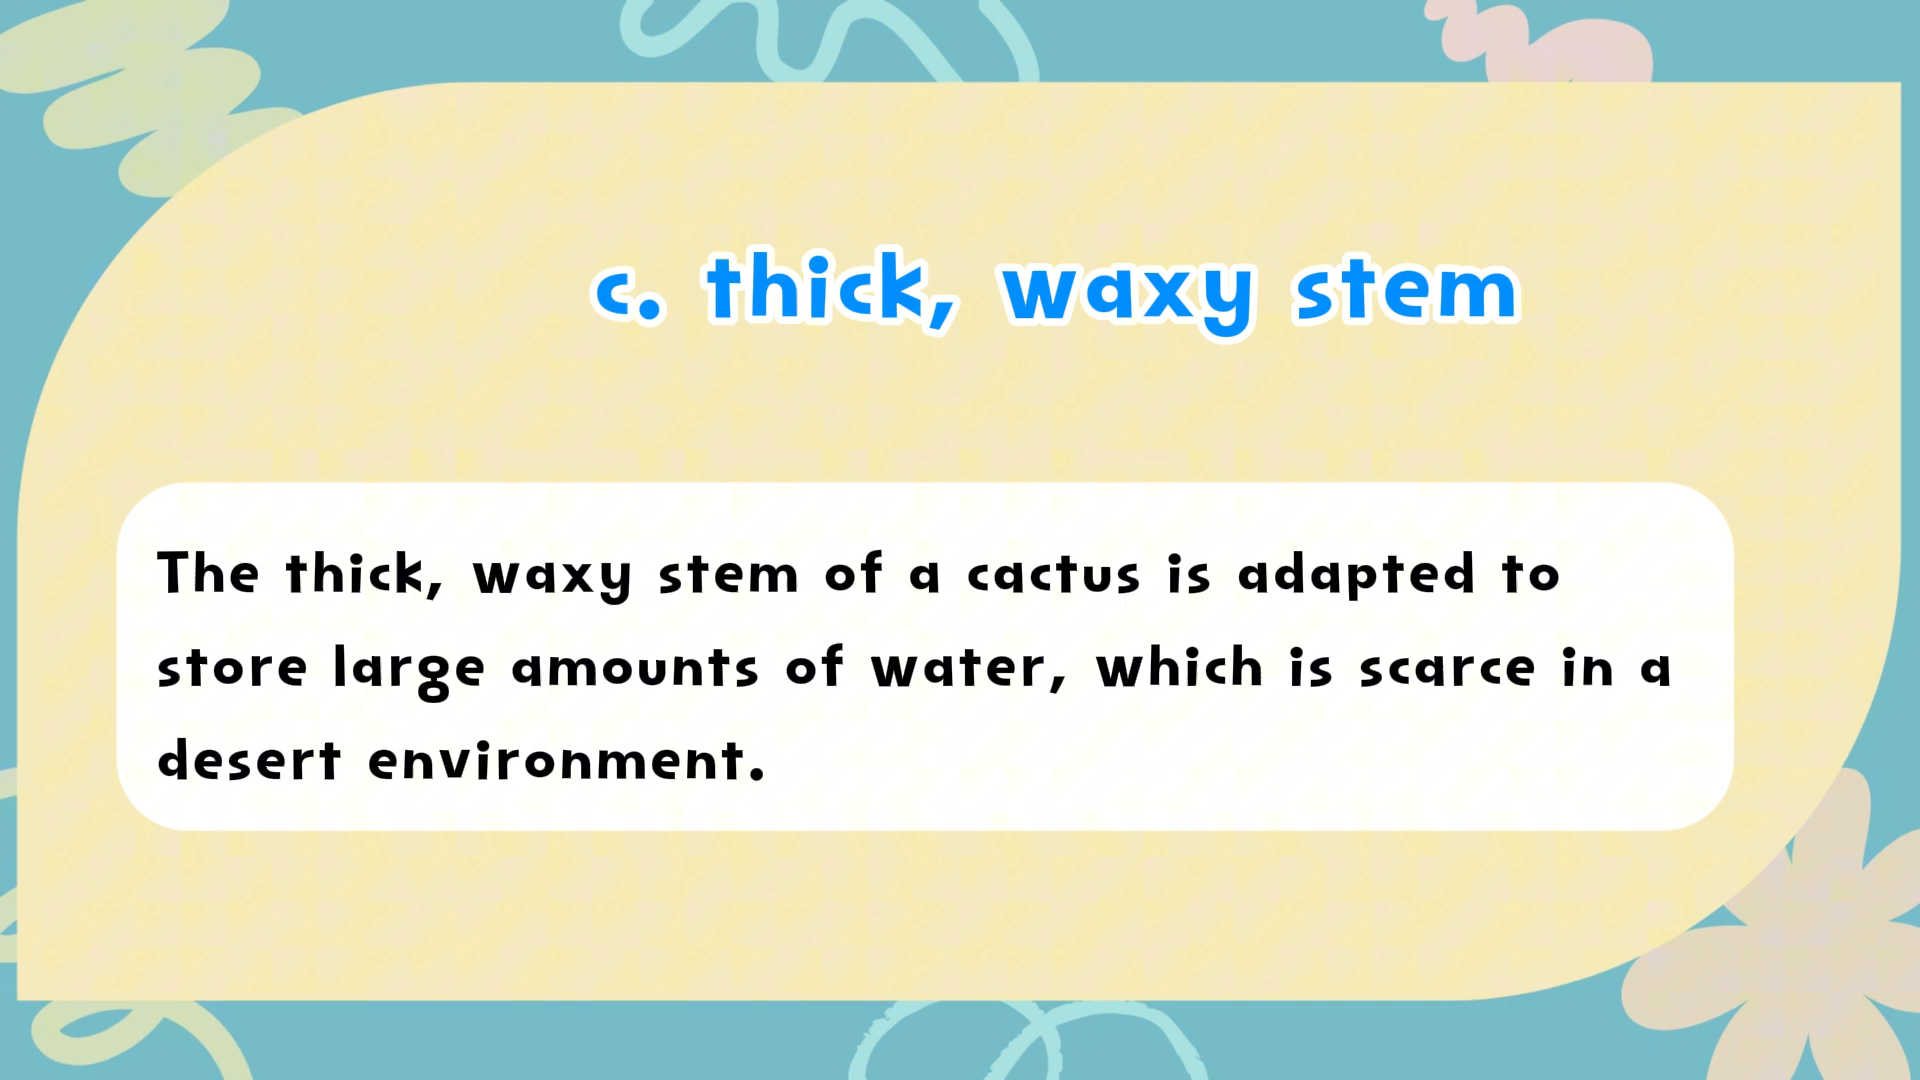 c. thick, waxy stem
The thick, waxy stem of a cactus is adapted to
store large amounts of water, which is scarce in a
desert environment.